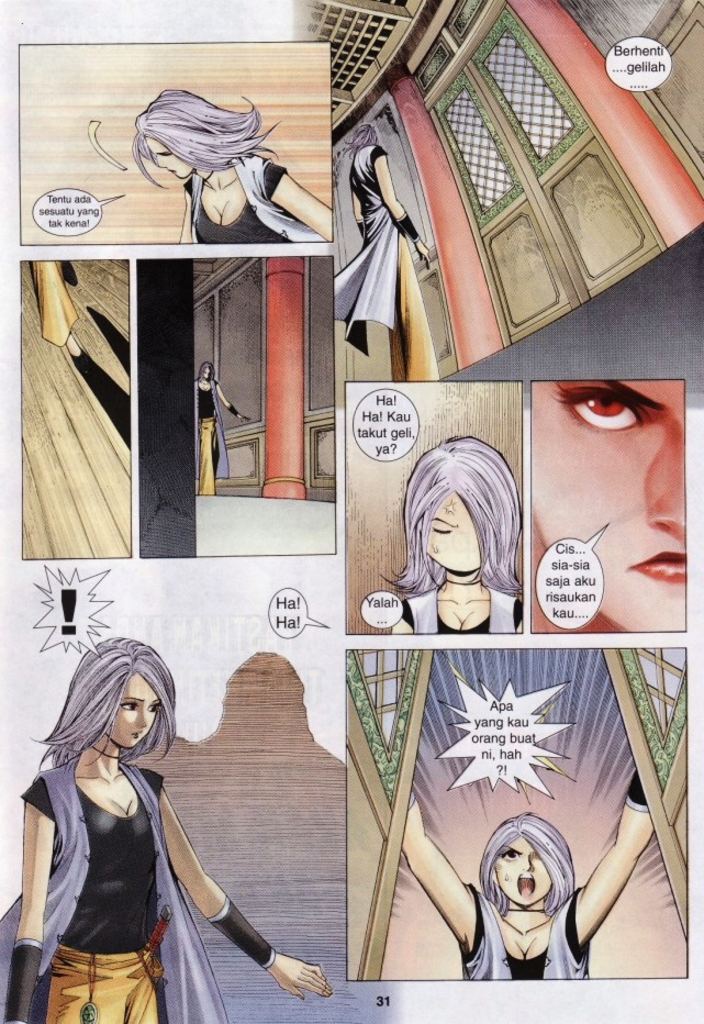 Tentu ada
sesuatu yang
tak kena!
Berhenti
....gelilah
.....
Ha!
Ha! Kau
takut geli,
ya?
Yalah
...
Cis...
sia-sia
saja aku
risaukan
kau....
!
Ha!
Ha!
Apa
yang kau
orang buat
ni, hah
?!
31